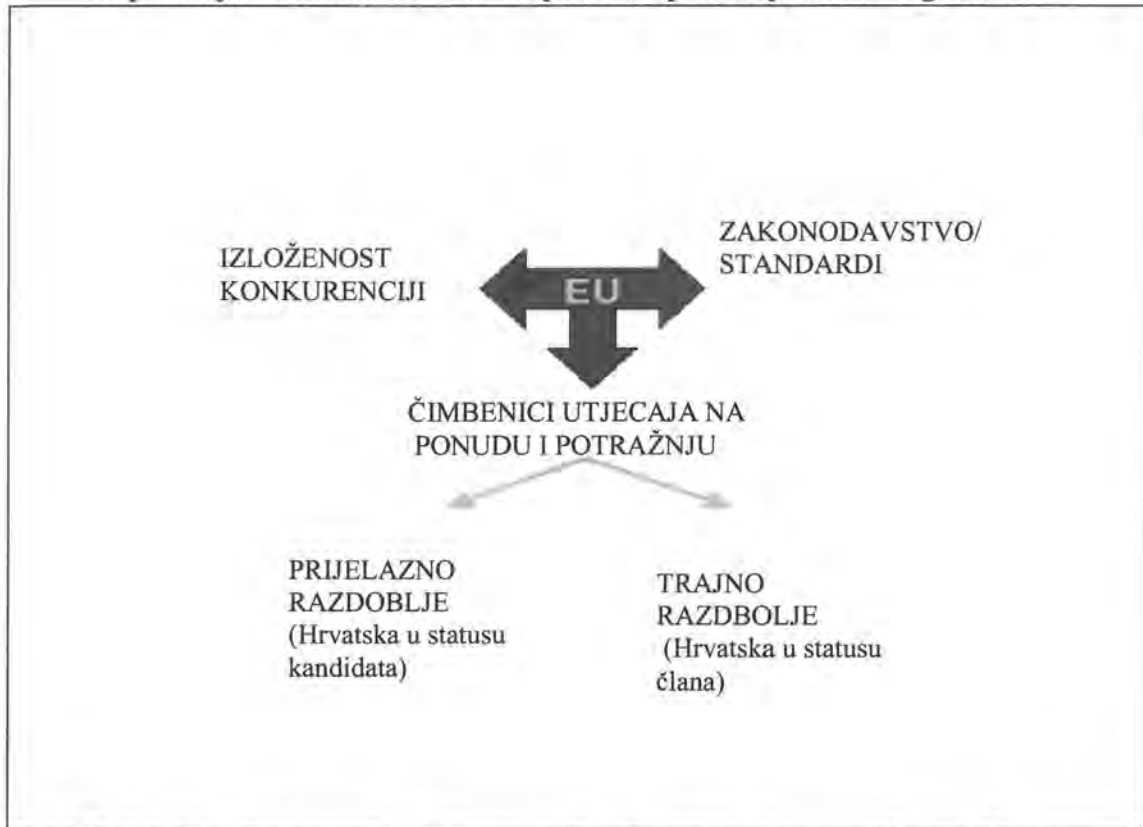 IZLOŽENOST
KONKURENCIJI
EU
ZAKONODAVSTVO/
STANDARDI
ČIMBENICI UTJECAJA NA
PONUDU I POTRAŽNJU
PRIJELAZNO
RAZDOBLJE
(Hrvatska u statusu
kandidata)
TRAJNO
RAZDBOLJE
(Hrvatska u statusu
člana)